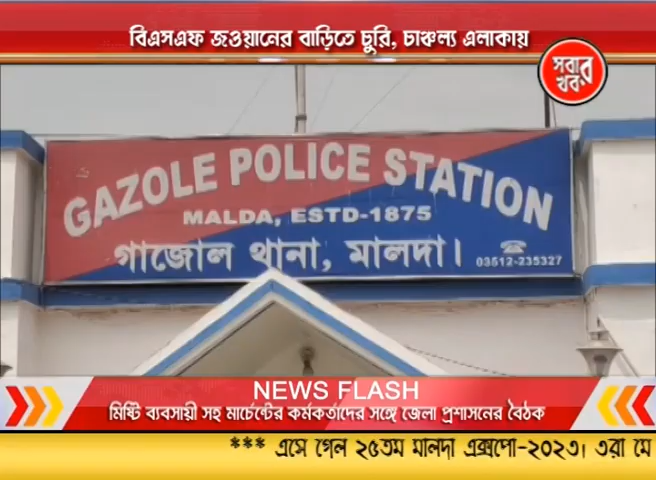 বিএসএফ জওয়ানের বাড়িতে চুরি, চাঞ্চল্য এলাকায়
সবার
খবর
GAZOLE POLICE STATION
MALDA, ESTD-1875
গাজোল থানা, মালদা।
03512-235327
NEWS FLASH
মিষ্টি ব্যবসায়ী সহ মার্চেন্টের কর্মকর্তাদের সঙ্গে জেলা প্রশাসনের বৈঠক
*** এসে গেল ২৫তম মালদা এক্সপো-২০২৩। ৩রা মে